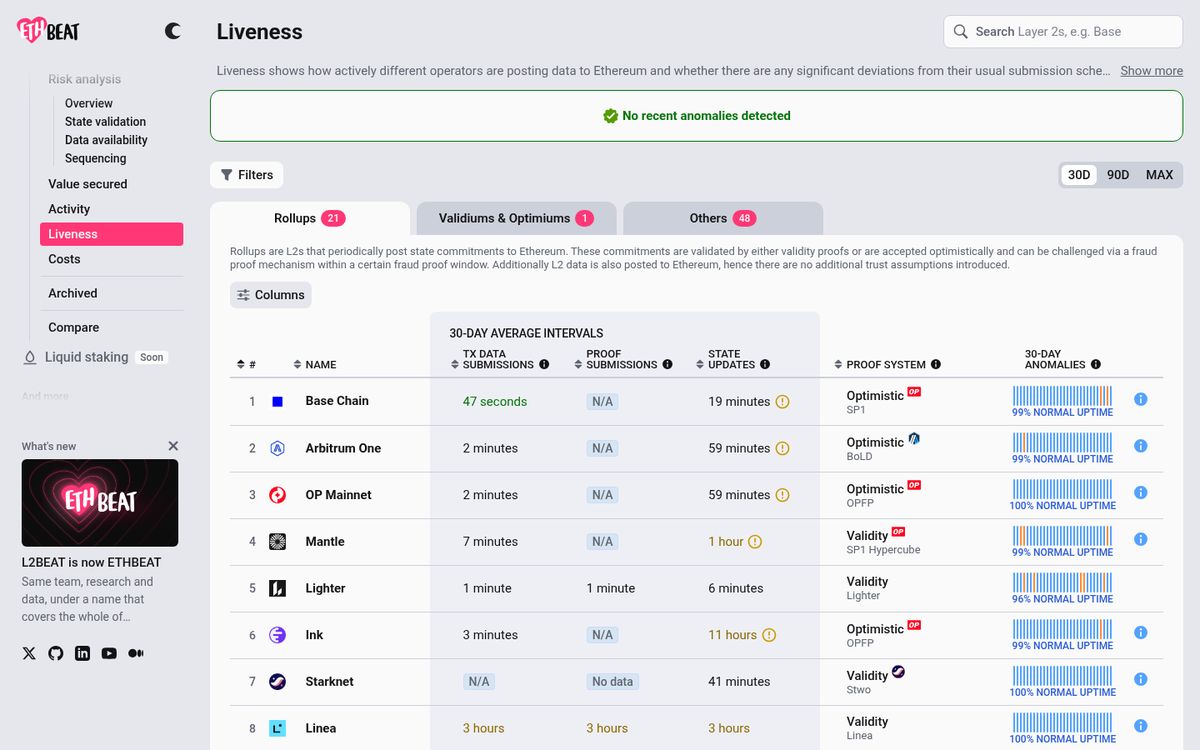 ETHBEAT
Liveness
Search Layer 2s, e.g. Base
Liveness shows how actively different operators are posting data to Ethereum and whether there are any significant deviations from their usual submission sche... Show more
Risk analysis
Overview
State validation
Data availability
Sequencing
Value secured
Activity
Liveness
Costs
Archived
Compare
Liquid staking Soon
And more
What's new
ETHBEAT
L2BEAT is now ETHBEAT
Same team, research and
data, under a name that
covers the whole of...
No recent anomalies detected
Filters
30D 90D MAX
Rollups 21
Validiums & Optimiums 1
Others 48
Rollups are L2s that periodically post state commitments to Ethereum. These commitments are validated by either validity proofs or are accepted optimistically and can be challenged via a fraud
proof mechanism within a certain fraud proof window. Additionally L2 data is also posted to Ethereum, hence there are no additional trust assumptions introduced.
Columns
30-DAY AVERAGE INTERVALS
# NAME
TX DATA
SUBMISSIONS
PROOF
SUBMISSIONS
STATE
UPDATES
PROOF SYSTEM
30-DAY
ANOMALIES
1 Base Chain 47 seconds N/A 19 minutes Optimistic OP
SP1
99% NORMAL UPTIME
2 Arbitrum One 2 minutes N/A 59 minutes Optimistic
BoLD
99% NORMAL UPTIME
3 OP Mainnet 2 minutes N/A 59 minutes Optimistic OP
OPFP
100% NORMAL UPTIME
4 Mantle 7 minutes N/A 1 hour Validity OP
SP1 Hypercube
99% NORMAL UPTIME
5 Lighter 1 minute 1 minute 6 minutes Validity
Lighter
96% NORMAL UPTIME
6 Ink 3 minutes N/A 11 hours Optimistic OP
OPFP
99% NORMAL UPTIME
7 Starknet N/A No data 41 minutes Validity
Stwo
100% NORMAL UPTIME
8 Linea 3 hours 3 hours 3 hours Validity
Linea
100% NORMAL UPTIME